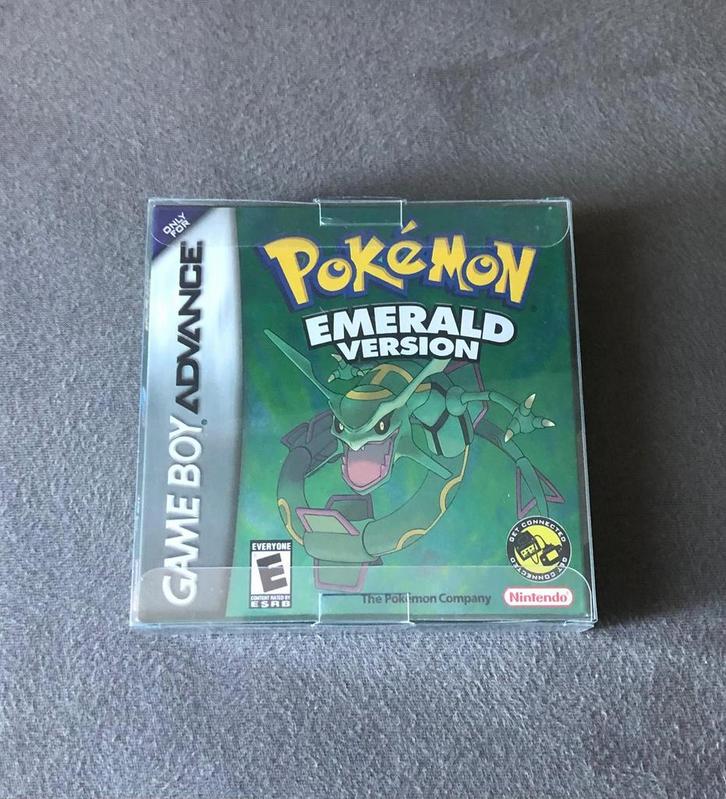 ONLY
FOR
GAME BOY ADVANCE
POKéMON
EMERALD
VERSION
EVERYONE
E
CONTENT RATED BY
ESRB
The Pokémon Company
GET CONNECTED
GET CONNECTED
Nintendo